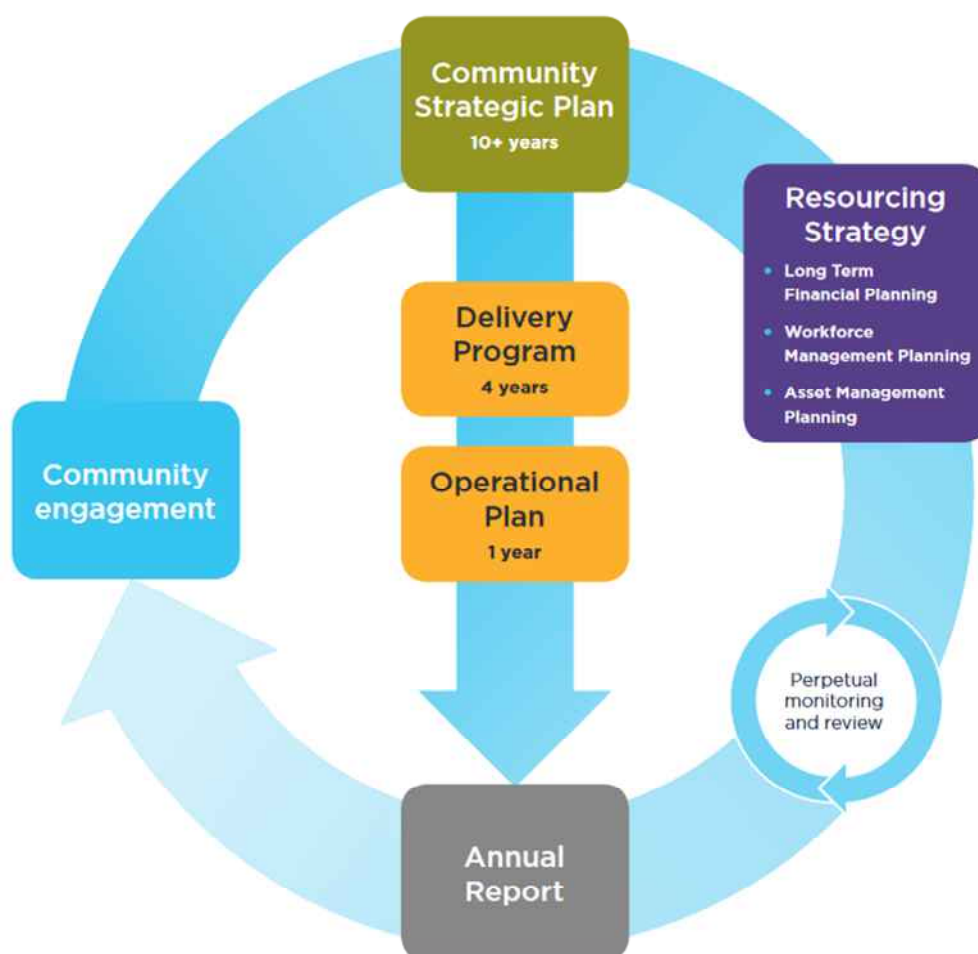 Community
Strategic Plan
10+ years
Resourcing
Strategy
• Long Term
Financial Planning
• Workforce
Management Planning
• Asset Management
Planning
Delivery
Program
4 years
Community
engagement
Operational
Plan
1 year
Perpetual
monitoring
and review
Annual
Report